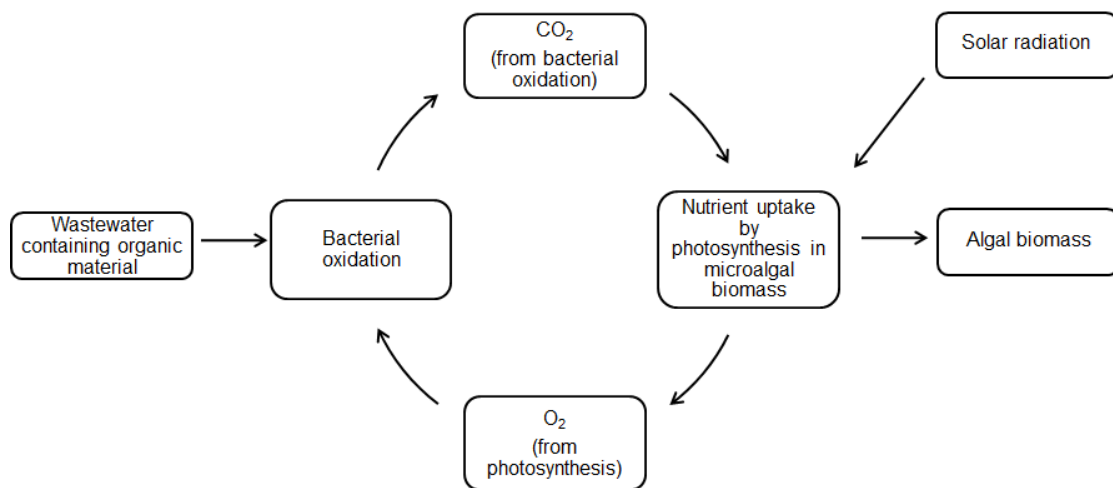 CO₂
(from bacterial
oxidation)
Solar radiation
Wastewater
containing organic
material
Bacterial
oxidation
Nutrient uptake
by
photosynthesis in
microalgal
biomass
Algal biomass
O₂
(from
photosynthesis)